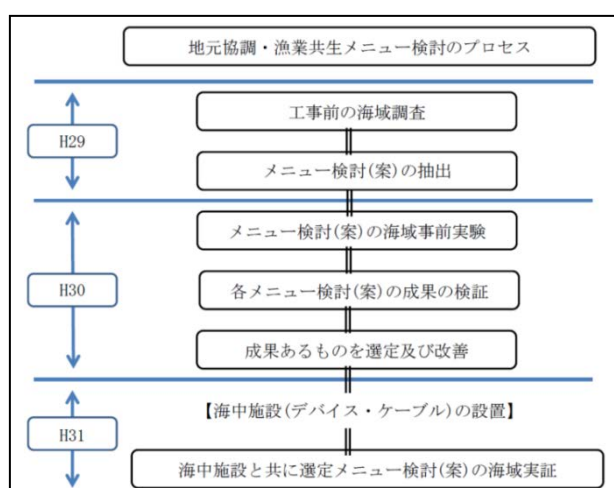 地元協調・漁業共生メニュー検討のプロセス
H29
工事前の海域調査
メニュー検討(案)の抽出
H30
メニュー検討(案)の海域事前実験
各メニュー検討(案)の成果の検証
成果あるものを選定及び改善
H31
【海中施設(デバイス・ケーブル)の設置】
海中施設と共に選定メニュー検討(案)の海域実証